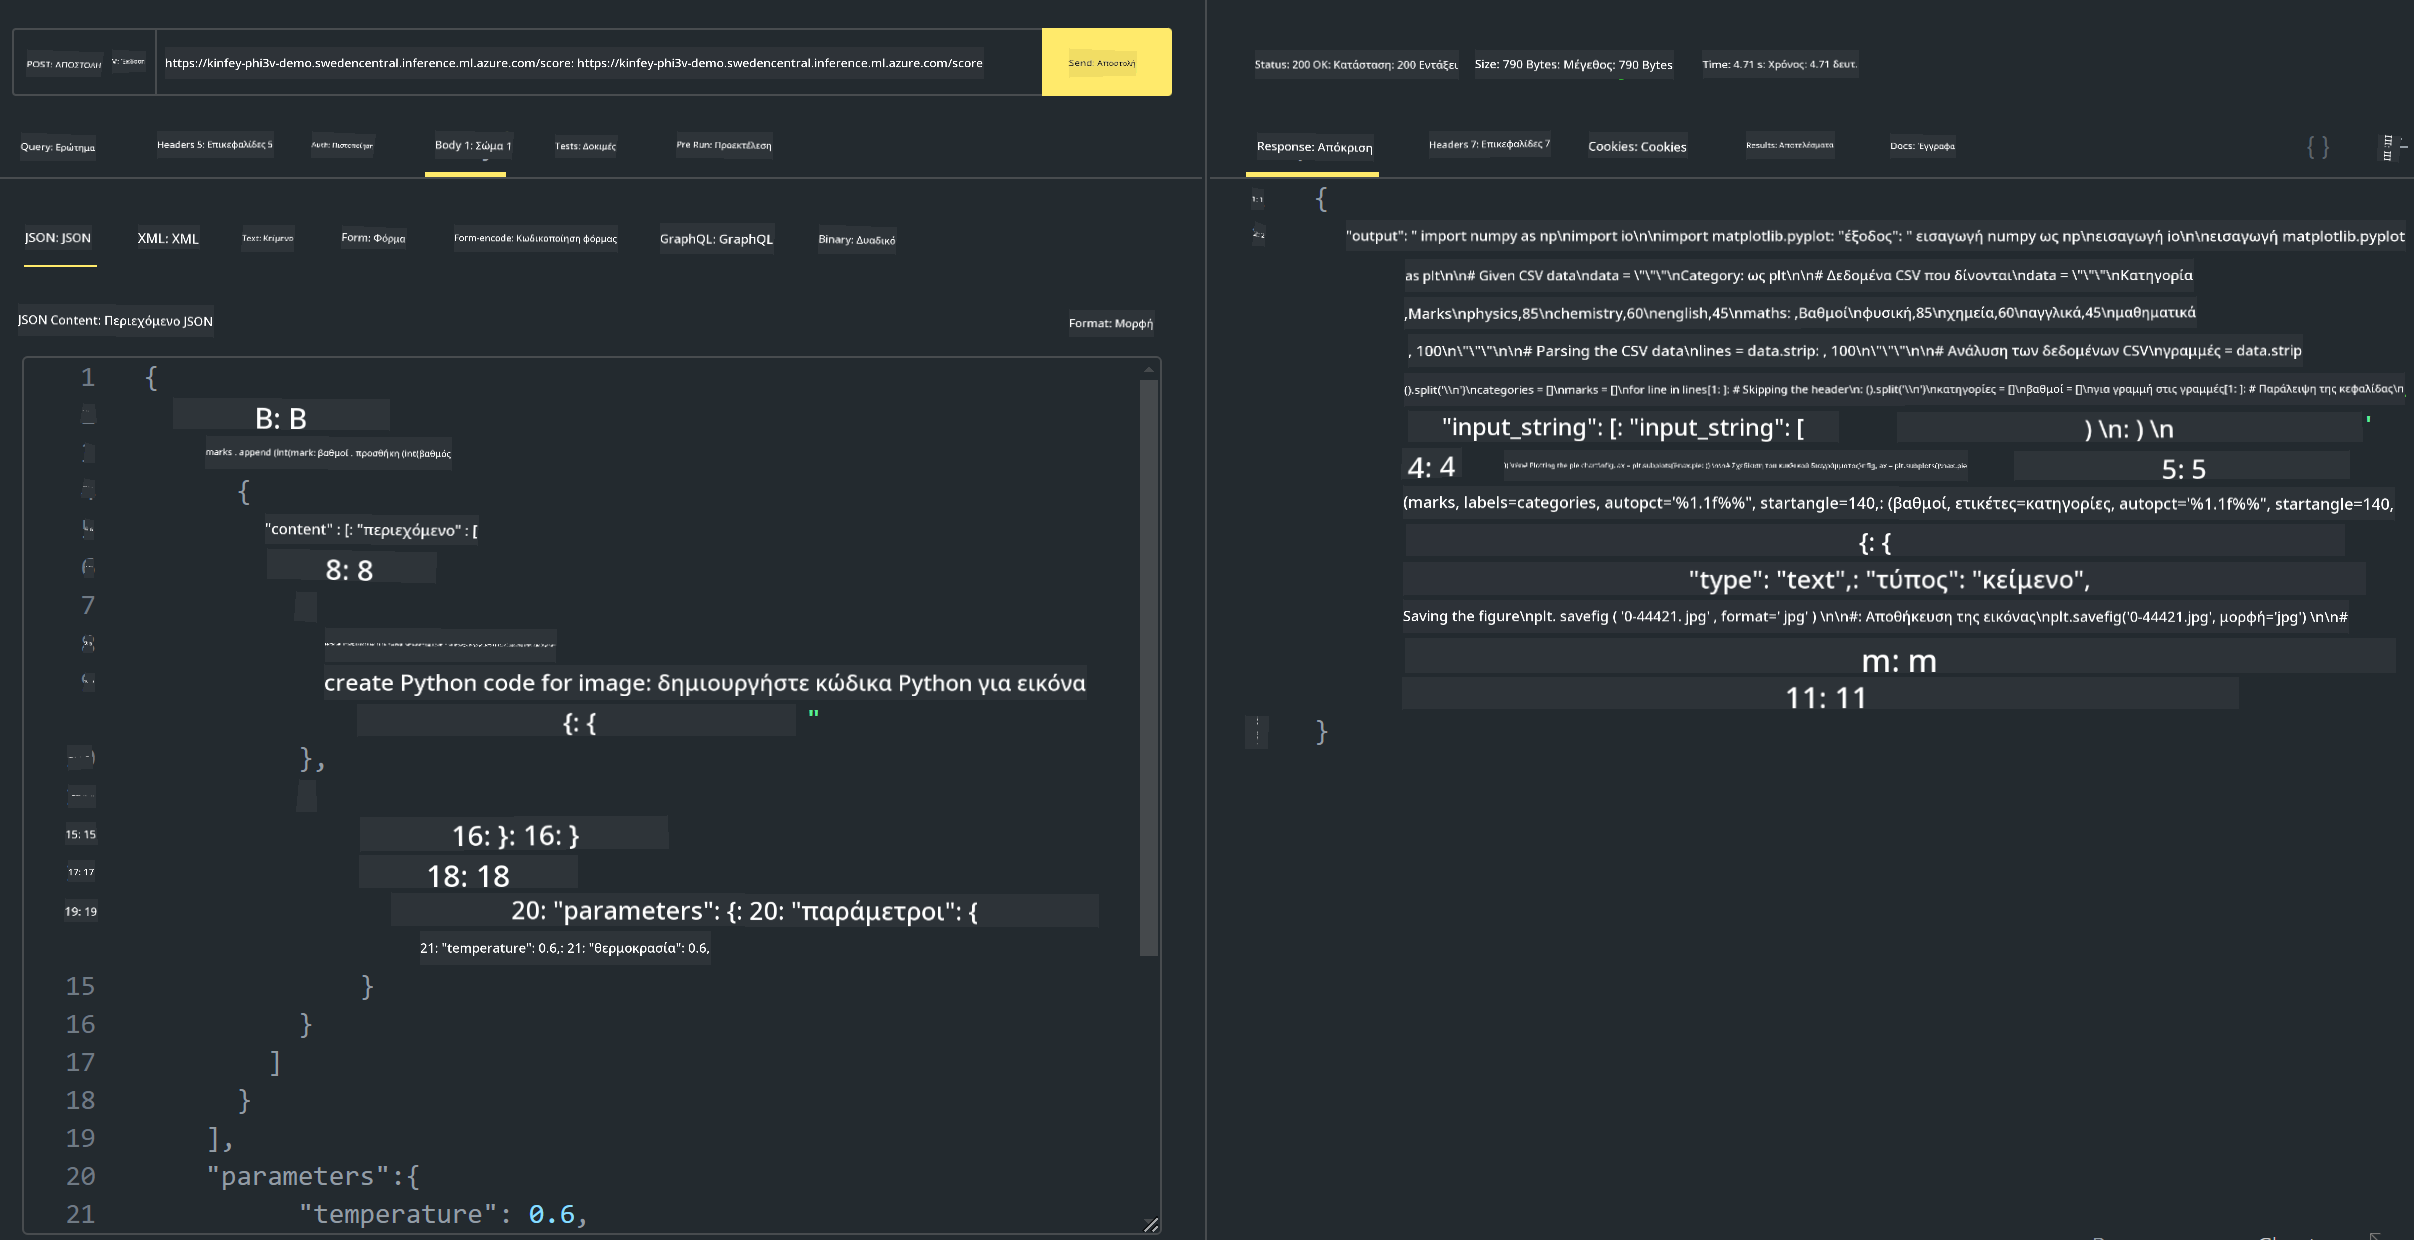 POST: ΑΠΟΣΤΟΛΗ
https://kinfey-phi3v-demo.swedencentral.inference.ml.azure.com/score: https://kinfey-phi3v-demo.swedencentral.inference.ml.azure.com/score
Send: Αποστολή
Query: Ερώτημα
Headers 5: Επικεφαλίδες 5
Auth: Πιστοποίηση
Body 1: Σώμα 1
Tests: Δοκιμές
Pre Run: Προεκτέλεση
JSON: JSON
XML: XML
Text: Κείμενο
Form: Φόρμα
Form-encode: Κωδικοποίηση φόρμας
GraphQL: GraphQL
Binary: Δυαδικό
JSON Content: Περιεχόμενο JSON
Format: Μορφή
1 {
B: B
marks . append (int(mark: βαθμοί . προσθήκη (int(βαθμός
{
"content" : [: "περιεχόμενο" : [
8: 8
7
create Python code for image: δημιουργήστε κώδικα Python για εικόνα
{: { "
},
15: 15 16: }: 16: }
17: 17 18: 18
19: 19 20: "parameters": {: 20: "παράμετροι": {
21: "temperature": 0.6,: 21: "θερμοκρασία": 0.6,
15 }
16 }
17 ]
18 }
19 ],
20 "parameters":{
21 "temperature": 0.6,
Status: 200 OK: Κατάσταση: 200 Εντάξει
Size: 790 Bytes: Μέγεθος: 790 Bytes
Time: 4.71 s: Χρόνος: 4.71 δευτ.
Response: Απόκριση
Headers 7: Επικεφαλίδες 7
Cookies: Cookies
Results: Αποτελέσματα
Docs: Έγγραφα
{ }
1: 1 {
2: 2 "output": " import numpy as np\nimport io\n\nimport matplotlib.pyplot: "έξοδος": " εισαγωγή numpy ως np\nεισαγωγή io\n\nεισαγωγή matplotlib.pyplot
as plt\n\n# Given CSV data\ndata = \"\"\"\nCategory: ως plt\n\n# Δεδομένα CSV που δίνονται\ndata = \"\"\"\nΚατηγορία
,Marks\nphysics,85\nchemistry,60\nenglish,45\nmaths: ,Βαθμοί\nφυσική,85\nχημεία,60\nαγγλικά,45\nμαθηματικά
, 100\n\"\"\"\n\n# Parsing the CSV data\nlines = data.strip: , 100\n\"\"\"\n\n# Ανάλυση των δεδομένων CSV\nγραμμές = data.strip
().split('\\n')\ncategories = []\nmarks = []\nfor line in lines[1: ]: # Skipping the header\n: ().split('\\n')\nκατηγορίες = []\nβαθμοί = []\nγια γραμμή στις γραμμές[1: ]: # Παράλειψη της κεφαλίδας\n
"input_string": [: "input_string": [ ) \n: ) \n '
4: 4 5: 5
(marks, labels=categories, autopct='%1.1f%%", startangle=140,: (βαθμοί, ετικέτες=κατηγορίες, autopct='%1.1f%%", startangle=140,
{: {
"type": "text",: "τύπος": "κείμενο",
Saving the figure\nplt. savefig ( '0-44421. jpg' , format=' jpg' ) \n\n#: Αποθήκευση της εικόνας\nplt.savefig('0-44421.jpg', μορφή='jpg') \n\n#
m: m
11: 11
}